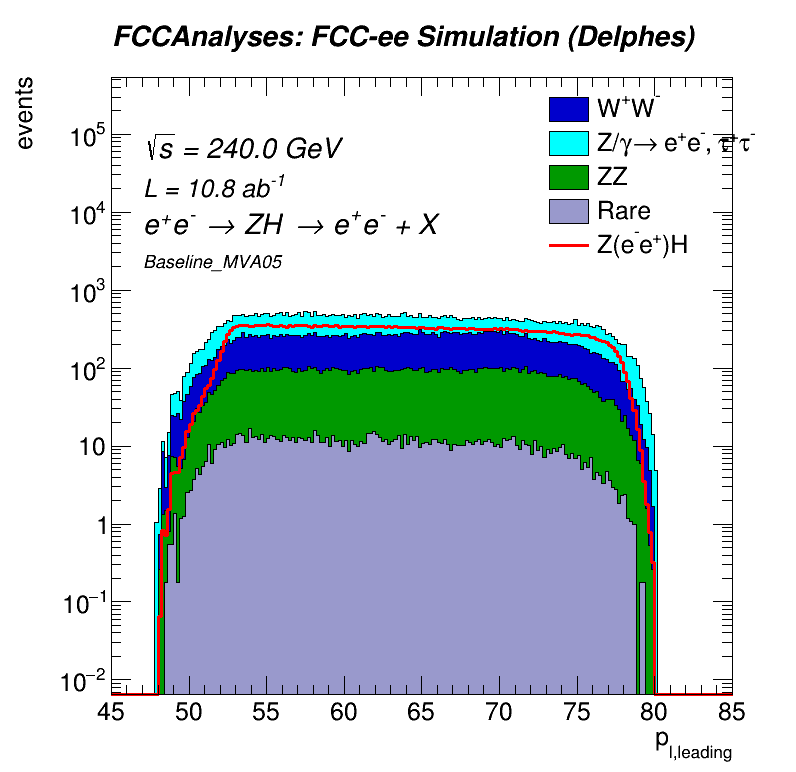 FCCAnalyses: FCC-ee Simulation (Delphes)
events
√s = 240.0 GeV
L = 10.8 ab⁻¹
e⁺e⁻ → ZH → e⁺e⁻ + X
Baseline_MVA05
W⁺W⁻
Z/γ→ e⁺e⁻, τ⁺τ⁻
ZZ
Rare
Z(e⁻e⁺)H
10⁵
10⁴
10³
10²
10
1
10⁻¹
10⁻²
45 50 55 60 65 70 75 80 85
p_l,leading